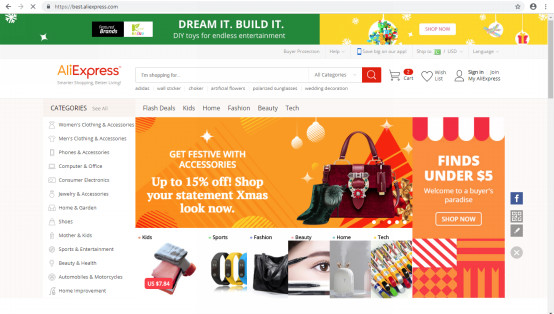 https://best.aliexpress.com
Featured
Brands
DREAM IT. BUILD IT.
DIY toys for endless entertainment
SHOP NOW
Buyer Protection Help Save big on our app! Ship to / USD Language
AliExpress
Smarter Shopping, Better Living!
I'm shopping for...
All Categories
2
Cart
Wish
List
Sign in Join
My AliExpress
adidas wall sticker choker artificial flowers polarized sunglasses wedding decoration
CATEGORIES See All
Flash Deals Kids Home Fashion Beauty Tech
Women's Clothing & Accessories
Men's Clothing & Accessories
Phones & Accessories
Computer & Office
Consumer Electronics
Jewelry & Accessories
Home & Garden
Shoes
Mother & Kids
Sports & Entertainment
Beauty & Health
Automobiles & Motorcycles
Home Improvement
GET FESTIVE WITH
ACCESSORIES
Up to 15% off! Shop
your statement Xmas
look now.
FINDS
UNDER $5
Welcome to a buyer's
paradise
SHOP NOW
Kids
US $7.84
Sports
Fashion
Beauty
Home
Tech